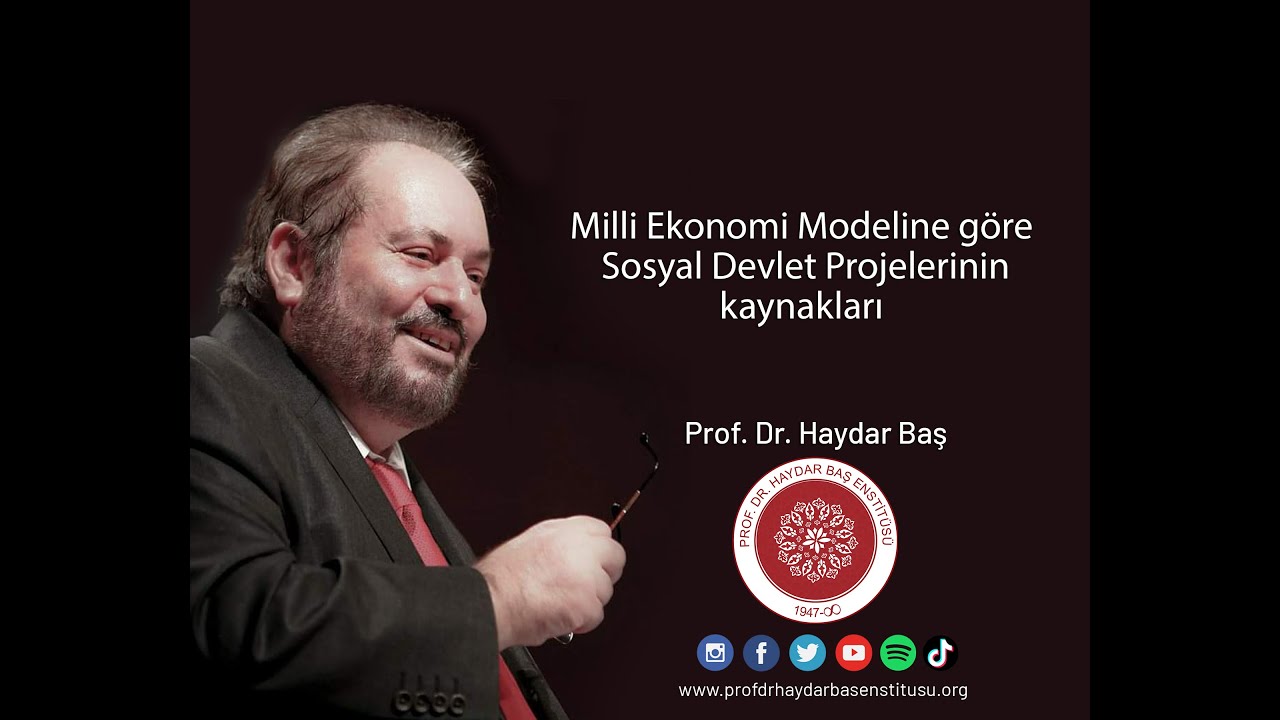 Milli Ekonomi Modeline göre
Sosyal Devlet Projelerinin
kaynakları
Prof. Dr. Haydar Baş
PROF. DR. HAYDAR BAŞ ENSTİTÜSÜ
1947-∞
www.profdrhaydarbasenstitusu.org